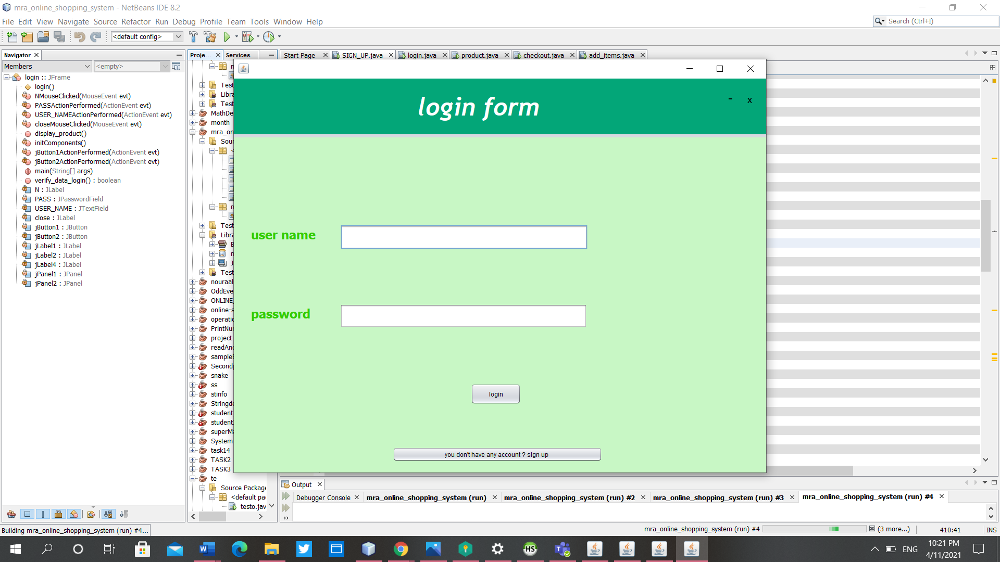 mra_online_shopping_system - NetBeans IDE 8.2
File Edit View Navigate Source Refactor Run Debug Profile Team Tools Window Help
Search (Ctrl+I)
<default config>
Navigator
Members
<empty>
login :: JFrame
login()
NMouseClicked(MouseEvent evt)
PASSActionPerformed(ActionEvent evt)
USER_NAMEActionPerformed(ActionEvent evt)
closeMouseClicked(MouseEvent evt)
display_product()
initComponents()
jButton1ActionPerformed(ActionEvent evt)
jButton2ActionPerformed(ActionEvent evt)
main(String[] args)
verify_data_login() : boolean
N : JLabel
PASS : JPasswordField
USER_NAME : JTextField
close : JLabel
jButton1 : JButton
jButton2 : JButton
jLabel1 : JLabel
jLabel2 : JLabel
jLabel4 : JLabel
jPanel1 : JPanel
jPanel2 : JPanel
Proje... Services
Test
Libra
Test
MathDe
month
mra_on
Sour
<
Test
Libra
B
J
Test
nouraal
OddEve
ONLINE_
online-s
operatio
PrintNur
project
readAnd
sampleE
Second
snake
ss
stinfo
Stringde
student_
student
superMa
System
task14
TASK2
TASK3
te
Source Package
<default pa
testo.jav
Start Page SIGN_UP.java login.java product.java checkout.java add_items.java
login form
- x
user name
password
login
you don't have any account ? sign up
Output
Debugger Console mra_online_shopping_system (run) mra_online_shopping_system (run) #2 mra_online_shopping_system (run) #3 mra_online_shopping_system (run) #4
Building mra_online_shopping_system (run) #4...
mra_online_shopping_system (run) #4 (3 more...) 410:41 INS
HS
ENG
10:21 PM
4/11/2021